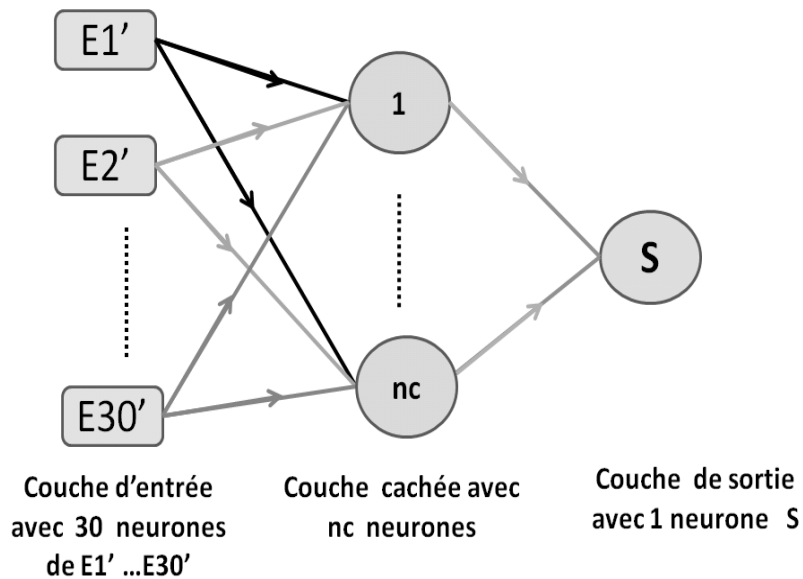 E1’
E2’
E30’
1
nc
S
Couche d’entrée
avec 30 neurones
de E1’ ...E30’
Couche cachée avec
nc neurones
Couche de sortie
avec 1 neurone S